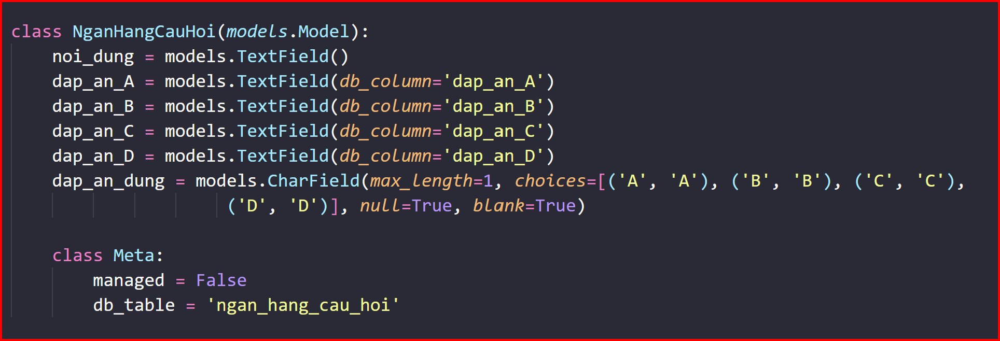 class NganHangCauHoi(models.Model):
    noi_dung = models.TextField()
    dap_an_A = models.TextField(db_column='dap_an_A')
    dap_an_B = models.TextField(db_column='dap_an_B')
    dap_an_C = models.TextField(db_column='dap_an_C')
    dap_an_D = models.TextField(db_column='dap_an_D')
    dap_an_dung = models.CharField(max_length=1, choices=[('A', 'A'), ('B', 'B'), ('C', 'C'),
                     ('D', 'D')], null=True, blank=True)
    class Meta:
        managed = False
        db_table = 'ngan_hang_cau_hoi'